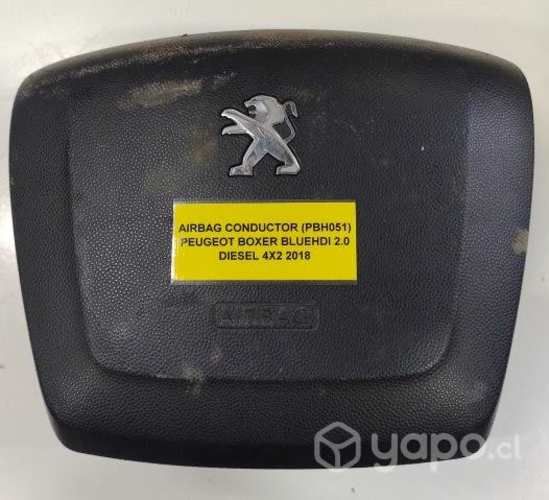 AIRBAG CONDUCTOR (PBH051)
PEUGEOT BOXER BLUEHDI 2.0
DIESEL 4X2 2018
AIRBAG
yapo.cl